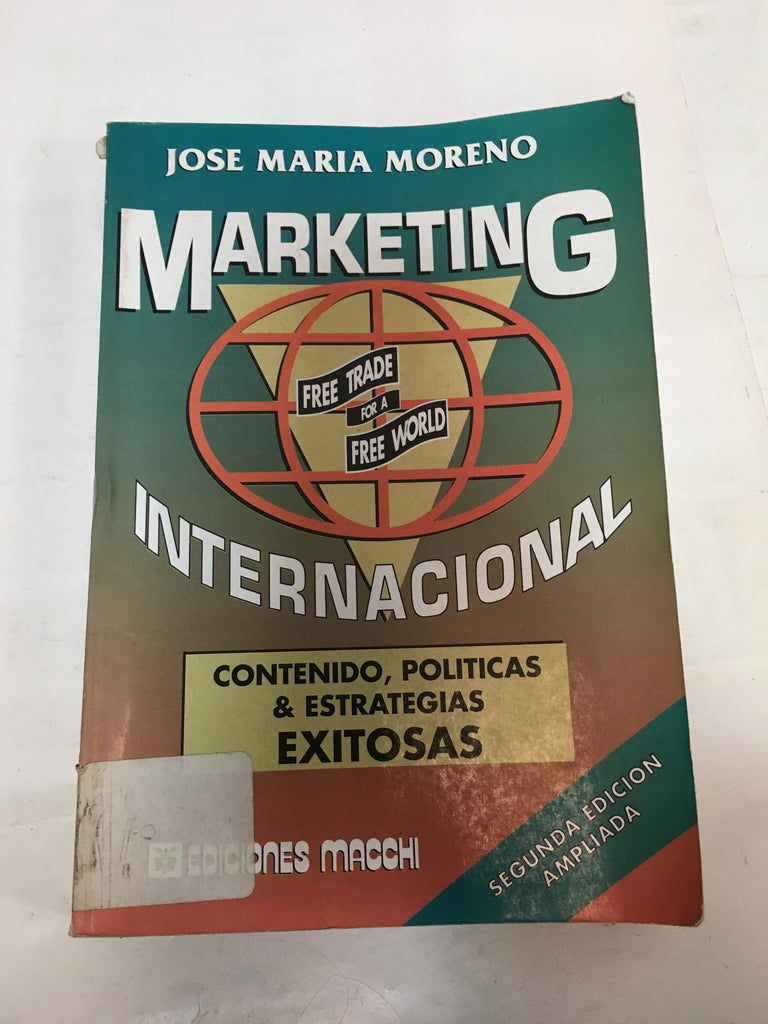 JOSE MARIA MORENO
MARKETING
FREE TRADE
FOR A
FREE WORLD
INTERNACIONAL
CONTENIDO, POLITICAS
& ESTRATEGIAS
EXITOSAS
SEGUNDA EDICION
AMPLIADA
EDICIONES MACCHI